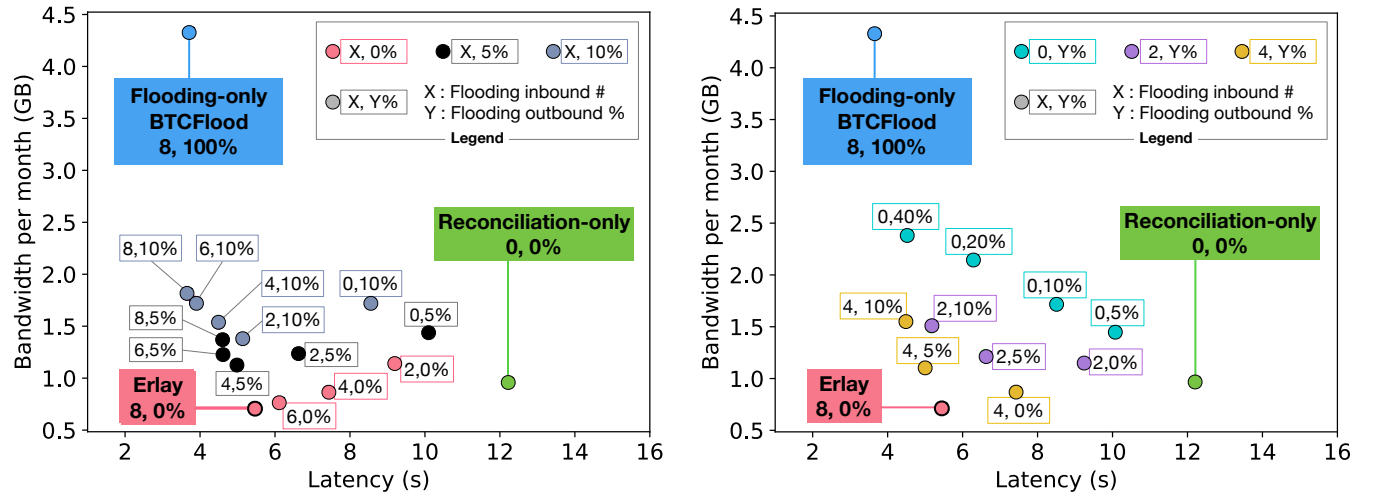 4.5
4.0
3.5
3.0
2.5
2.0
1.5
1.0
0.5
Bandwidth per month (GB)
2 4 6 8 10 12 14 16
Latency (s)
X, 0%
X, 5%
X, 10%
X, Y%
X : Flooding inbound #
Y : Flooding outbound %
Legend
Flooding-only
BTCFlood
8, 100%
Reconciliation-only
0, 0%
8,10%
6,10%
4,10%
0,10%
8,5%
2,10%
0,5%
6,5%
2,5%
4,5%
2,0%
4,0%
6,0%
Erlay
8, 0%
4.5
4.0
3.5
3.0
2.5
2.0
1.5
1.0
0.5
Bandwidth per month (GB)
2 4 6 8 10 12 14 16
Latency (s)
0, Y%
2, Y%
4, Y%
X, Y%
X : Flooding inbound #
Y : Flooding outbound %
Legend
Flooding-only
BTCFlood
8, 100%
Reconciliation-only
0, 0%
0,40%
0,20%
0,10%
0,5%
4, 10%
2,10%
4, 5%
2,5%
2,0%
4, 0%
Erlay
8, 0%